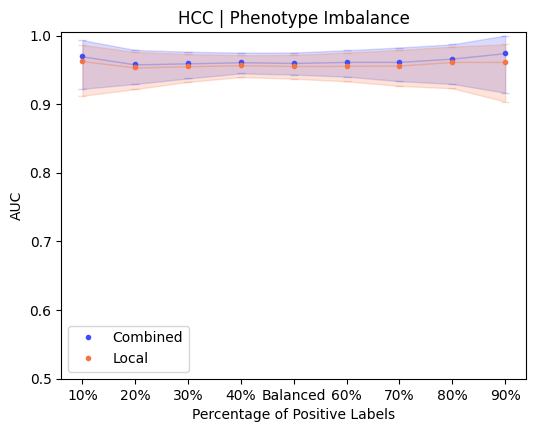 HCC | Phenotype Imbalance
1.0
0.9
0.8
0.7
0.6
0.5
AUC
Combined
Local
10% 20% 30% 40% Balanced 60% 70% 80% 90%
Percentage of Positive Labels